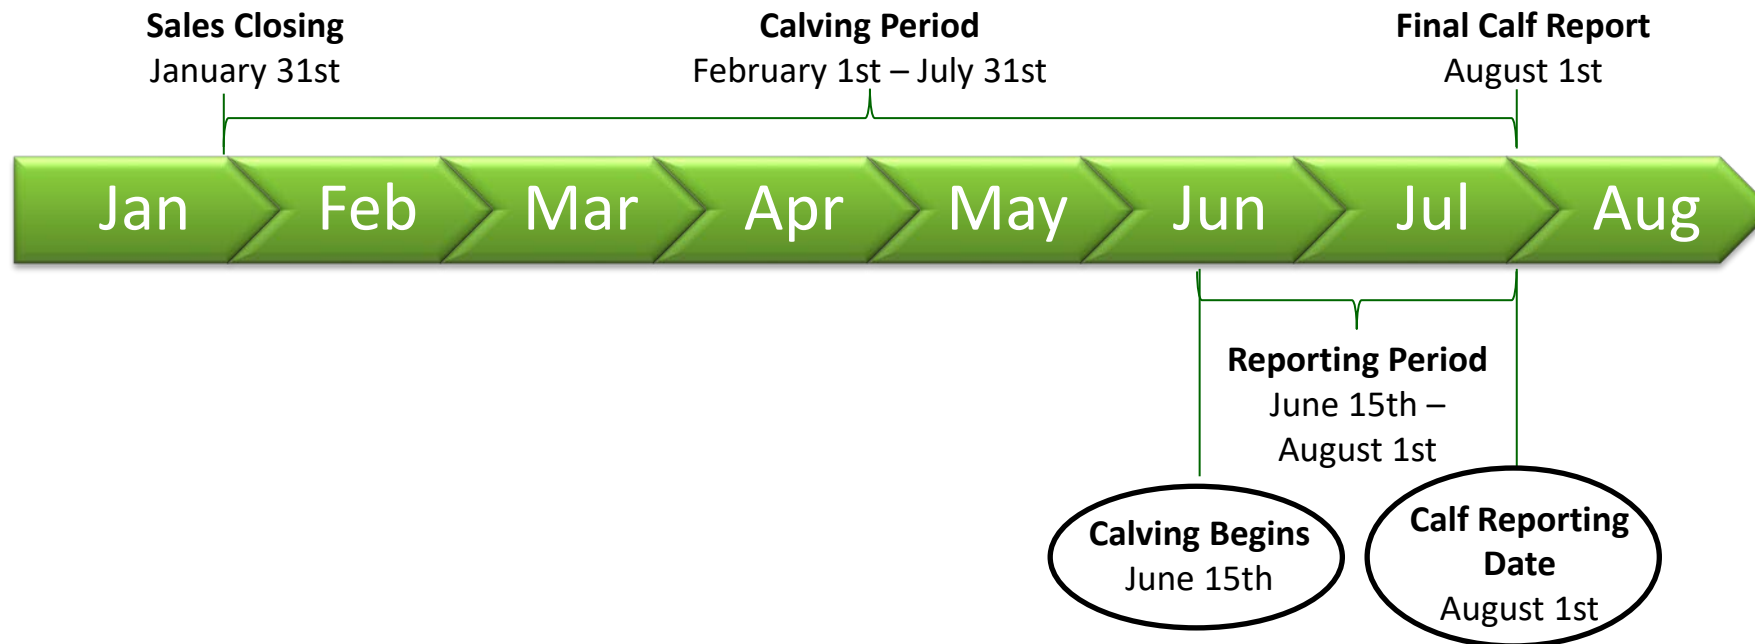 Sales Closing
January 31st
Calving Period
February 1st – July 31st
Final Calf Report
August 1st
Jan
Feb
Mar
Apr
May
Jun
Jul
Aug
Reporting Period
June 15th –
August 1st
Calving Begins
June 15th
Calf Reporting
Date
August 1st